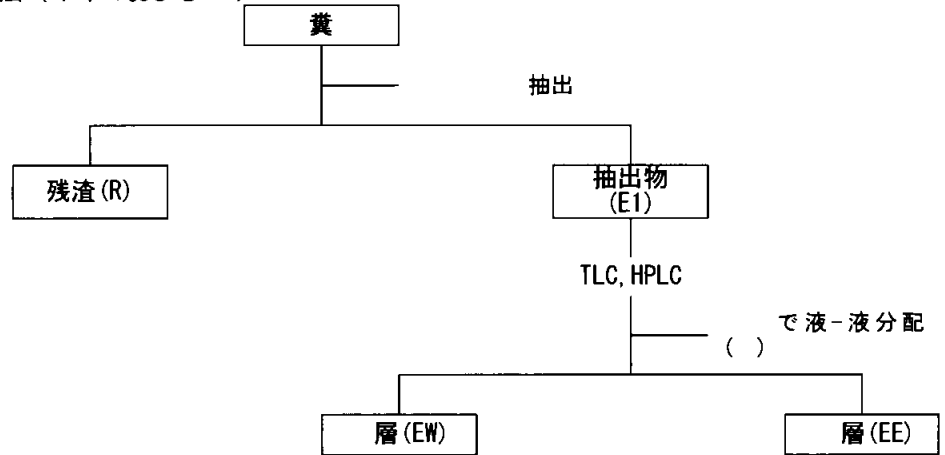 糞
抽出
残渣(R)
抽出物
(E1)
TLC, HPLC
で液-液分配
( )
層(EW)
層(EE)